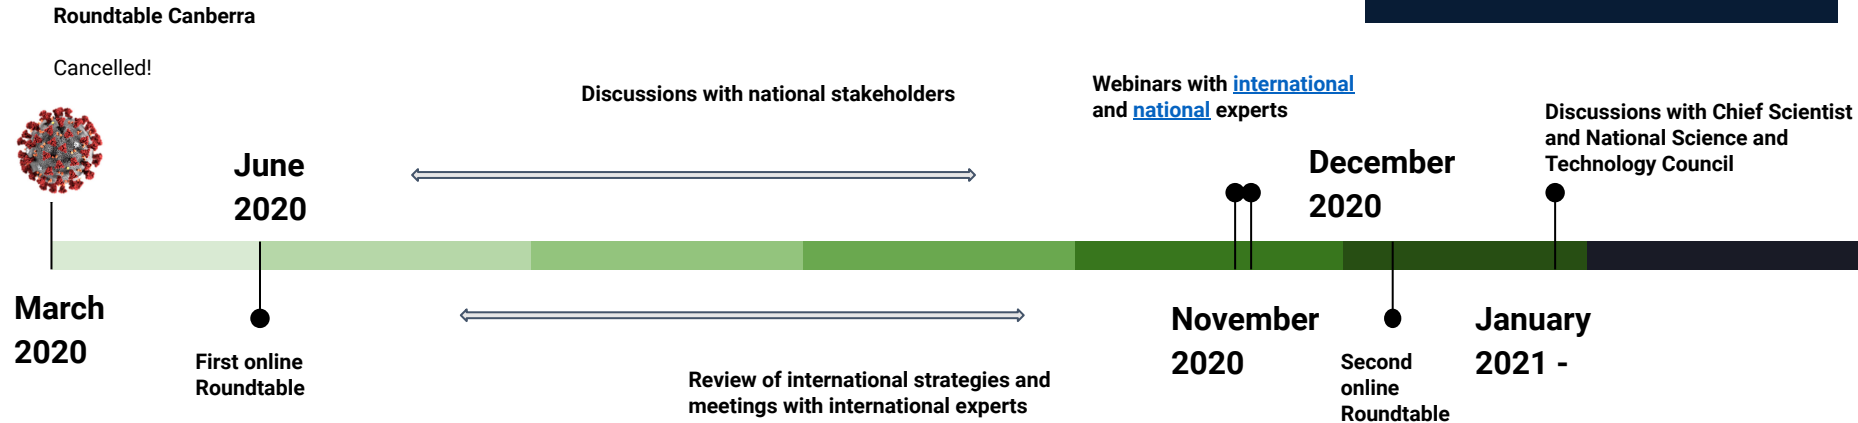 Roundtable Canberra
Cancelled!
March
2020
June
2020
First online
Roundtable
Discussions with national stakeholders
Review of international strategies and
meetings with international experts
Webinars with international
and national experts
November
2020
December
2020
Second
online
Roundtable
Discussions with Chief Scientist
and National Science and
Technology Council
January
2021 -